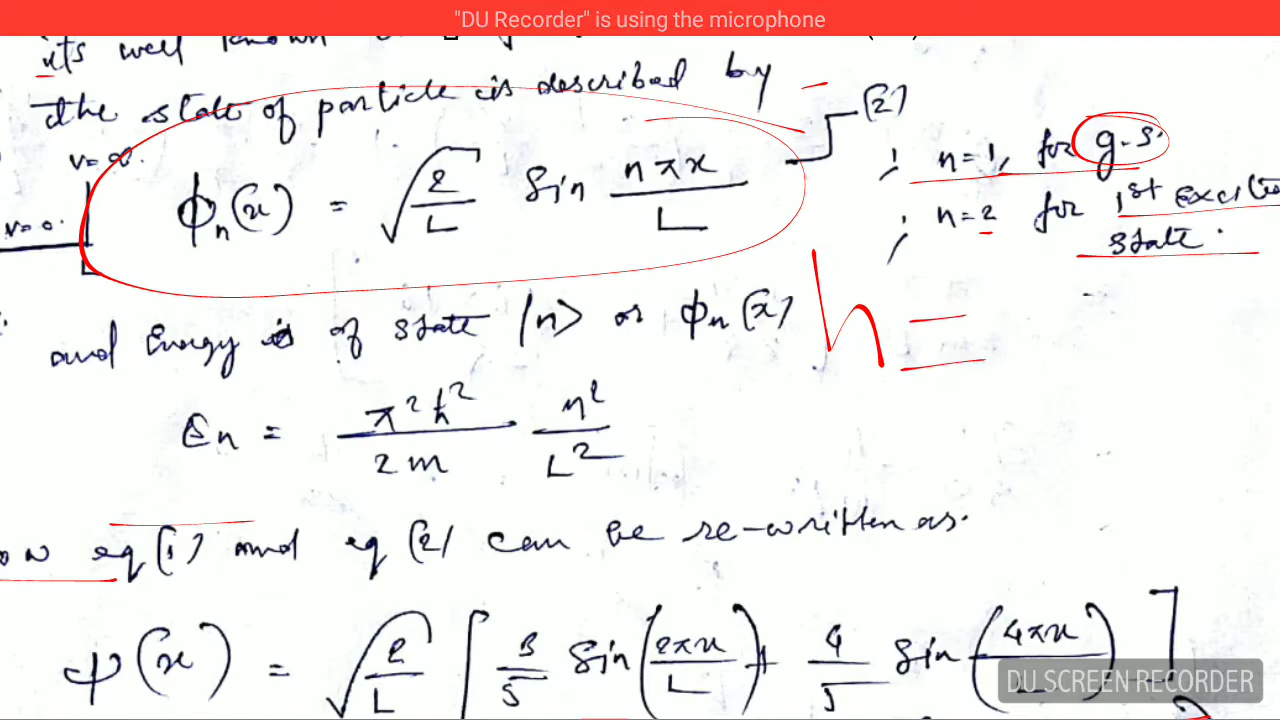 "DU Recorder" is using the microphone
its well known
the state of particle is described by
(2)
V=∞.
V=0.
L
ϕn(x) = √(2/L) Sin nπx/L
; n=1, for g.s.
; n=2 for 1st excited
state.
and Energy is of state |n> or ϕn(x)
n =
En = π²ħ²/2m n²/L²
eq (1) and eq (2) can be re-written as.
ψ(x) = √(2/L) [ 3/5 Sin(2πx/L) + 4/5 Sin(4πx/L) ]
DU SCREEN RECORDER